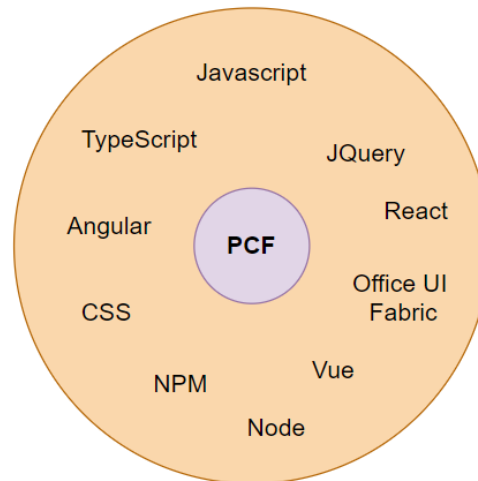 Javascript
TypeScript
JQuery
React
Angular
PCF
Office UI
Fabric
CSS
Vue
NPM
Node